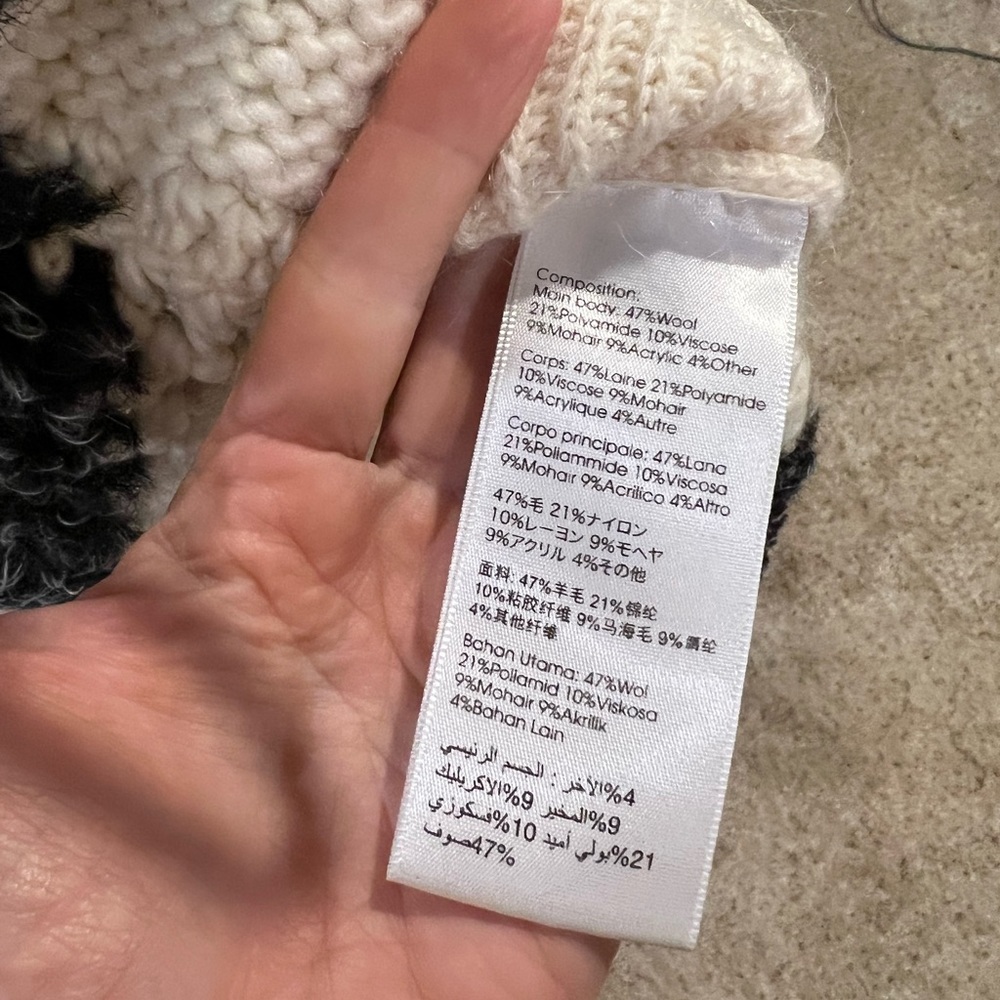 Composition:
Main body: 47%Wool
21%Polyamide 10%Viscose
9%Mohair 9%Acrylic 4%Other
Corps: 47%Laine 21%Polyamide
10%Viscose 9%Mohair
9%Acrylique 4%Autre
Corpo principale: 47%Lana
21%Poliammide 10%Viscosa
9%Mohair 9%Acrilico 4%Altro
47%毛 21%ナイロン
10%レーヨン 9%モヘヤ
9%アクリル 4%その他
面料: 47%羊毛 21%锦纶
10%粘胶纤维 9%马海毛 9%腈纶
4%其他纤维
Bahan Utama: 47%Wol
21%Poliamid 10%Viskosa
9%Mohair 9%Akrilik
4%Bahan Lain
الجسم الرئيسي :
4%الأخر
9%المخير 9%الاكريليك
21%بولي أميد 10%فسكوزي
47%صوف